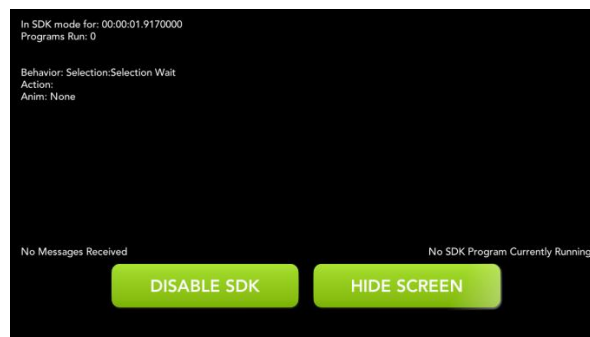 In SDK mode for: 00:00:01.9170000
Programs Run: 0
Behavior: Selection:Selection Wait
Action:
Anim: None
No Messages Received
No SDK Program Currently Running
DISABLE SDK
HIDE SCREEN